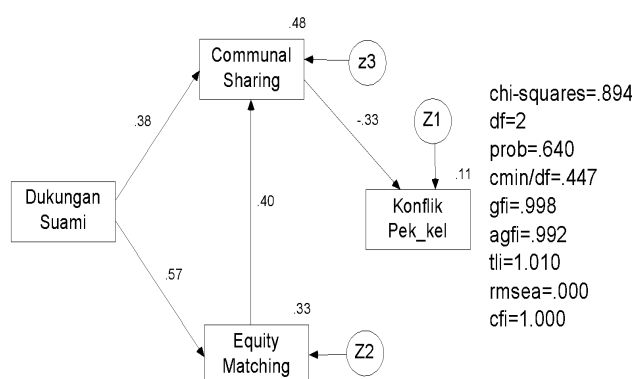 .48
Communal
Sharing
z3
.38
-.33
Z1
.11
Dukungan
Suami
.40
Konflik
Pek_kel
.57
.33
Equity
Matching
Z2
chi-squares=.894
df=2
prob=.640
cmin/df=.447
gfi=.998
agfi=.992
tli=1.010
rmsea=.000
cfi=1.000